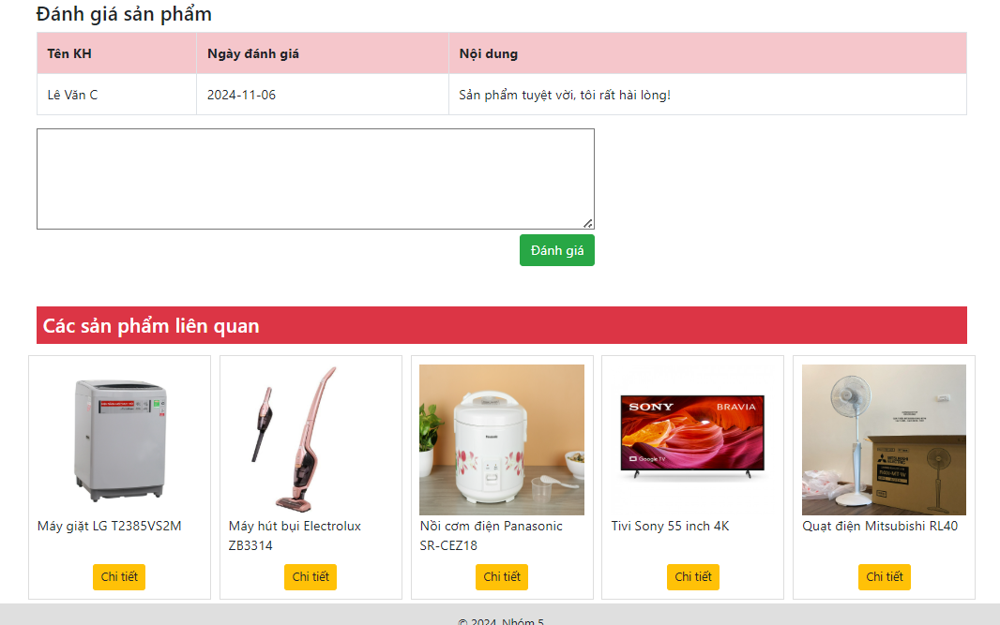 Đánh giá sản phẩm
Tên KH Ngày đánh giá Nội dung
Lê Văn C 2024-11-06 Sản phẩm tuyệt vời, tôi rất hài lòng!
Đánh giá
Các sản phẩm liên quan
SONY BRAVIA
Google TV
Máy giặt LG T2385VS2M
Máy hút bụi Electrolux
ZB3314
Nồi cơm điện Panasonic
SR-CEZ18
Tivi Sony 55 inch 4K
Quạt điện Mitsubishi RL40
Chi tiết Chi tiết Chi tiết Chi tiết Chi tiết
© 2024 Nhóm 5